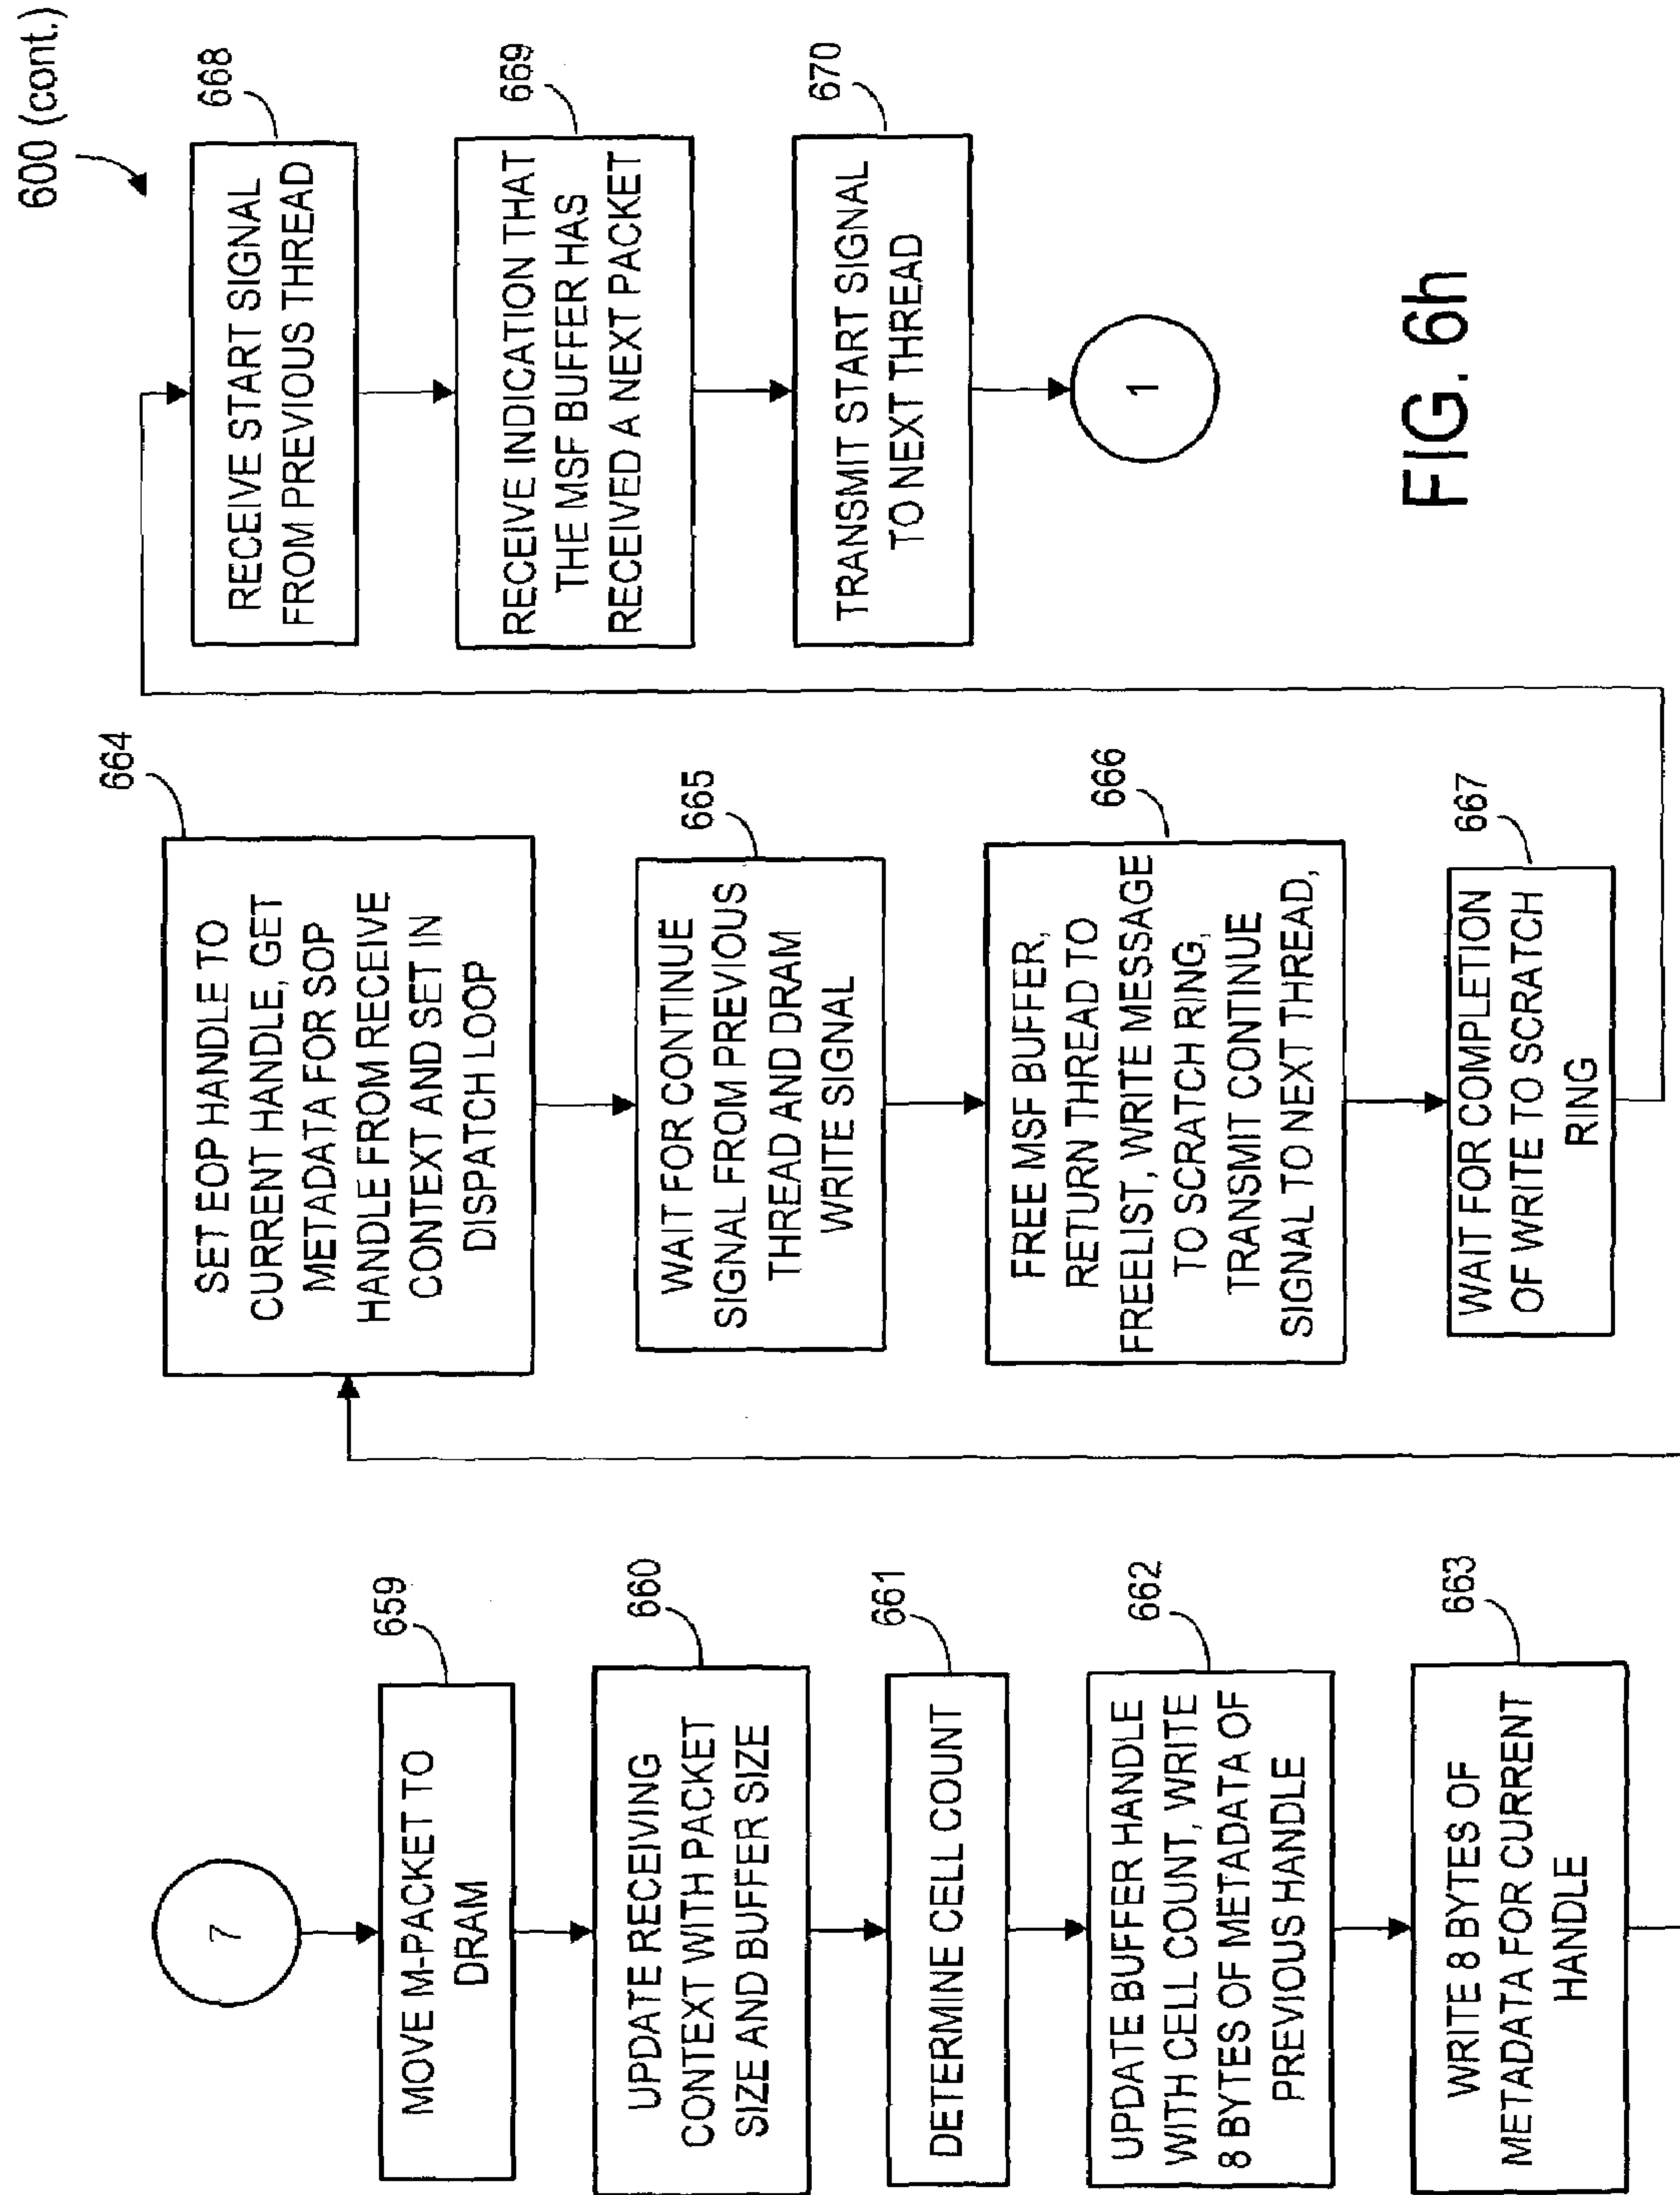 600 (cont.)
7
MOVE M-PACKET TO
DRAM
659
UPDATE RECEIVING
CONTEXT WITH PACKET
SIZE AND BUFFER SIZE
660
DETERMINE CELL COUNT
661
UPDATE BUFFER HANDLE
WITH CELL COUNT, WRITE
8 BYTES OF METADATA OF
PREVIOUS HANDLE
662
WRITE 8 BYTES OF
METADATA FOR CURRENT
HANDLE
663
SET EOP HANDLE TO
CURRENT HANDLE, GET
METADATA FOR SOP
HANDLE FROM RECEIVE
CONTEXT AND SET IN
DISPATCH LOOP
664
WAIT FOR CONTINUE
SIGNAL FROM PREVIOUS
THREAD AND DRAM
WRITE SIGNAL
665
FREE MSF BUFFER,
RETURN THREAD TO
FREELIST, WRITE MESSAGE
TO SCRATCH RING,
TRANSMIT CONTINUE
SIGNAL TO NEXT THREAD,
666
WAIT FOR COMPLETION
OF WRITE TO SCRATCH
RING
667
RECEIVE START SIGNAL
FROM PREVIOUS THREAD
668
RECEIVE INDICATION THAT
THE MSF BUFFER HAS
RECEIVED A NEXT PACKET
669
TRANSMIT START SIGNAL
TO NEXT THREAD
670
1
FIG. 6h